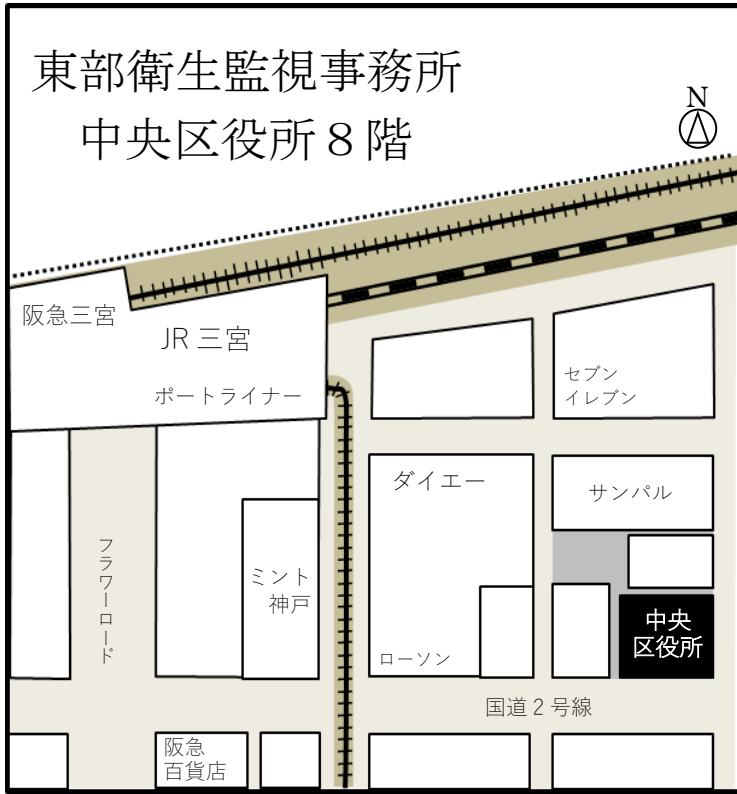 東部衛生監視事務所
中央区役所８階
N
阪急三宮
JR 三宮
ポートライナー
セブン
イレブン
ダイエー
サンパル
フラワーロード
ミント
神戸
中央
区役所
ローソン
国道２号線
阪急
百貨店